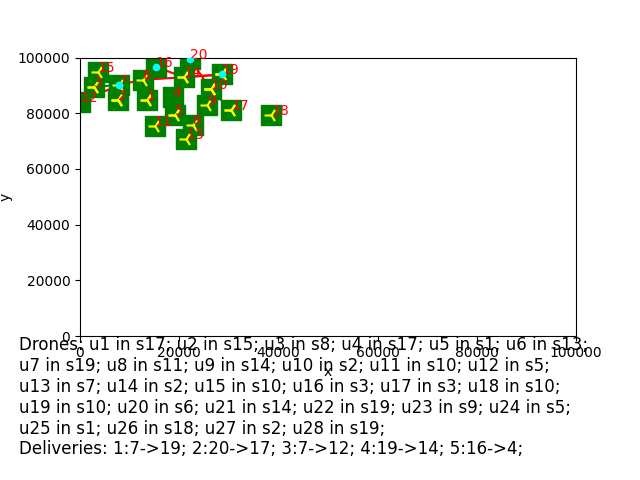 20
16
15
19
18
17
100000
80000
60000
40000
20000
0
y
0 20000 40000 60000 80000 100000
x
Drones: u1 in s17; u2 in s15; u3 in s8; u4 in s17; u5 in s1; u6 in s13;
u7 in s19; u8 in s11; u9 in s14; u10 in s2; u11 in s10; u12 in s5;
u13 in s7; u14 in s2; u15 in s10; u16 in s3; u17 in s3; u18 in s10;
u19 in s10; u20 in s6; u21 in s14; u22 in s19; u23 in s9; u24 in s5;
u25 in s1; u26 in s18; u27 in s2; u28 in s19;
Deliveries: 1:7->19; 2:20->17; 3:7->12; 4:19->14; 5:16->4;